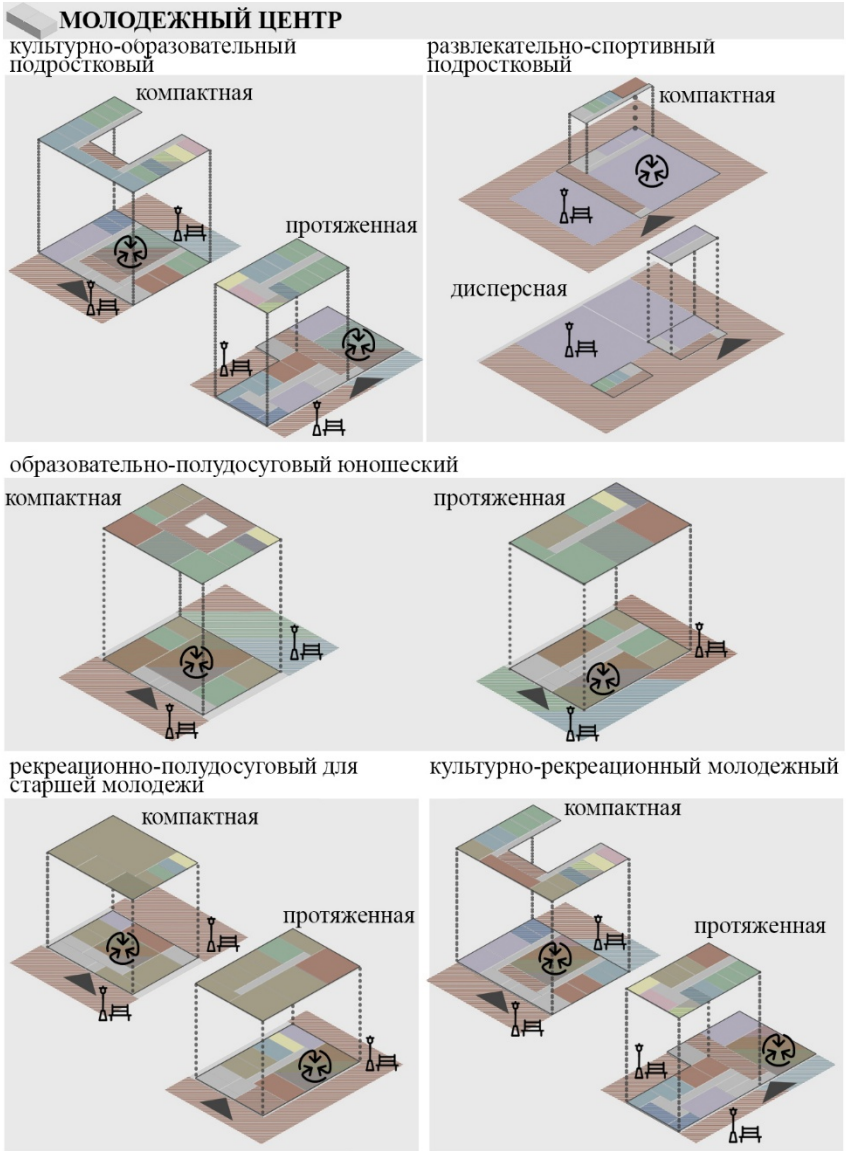 МОЛОДЕЖНЫЙ ЦЕНТР
культурно-образовательный
подростковый
компактная
протяженная
развлекательно-спортивный
подростковый
компактная
дисперсная
образовательно-полудосуговый юношеский
компактная
протяженная
рекреационно-полудосуговый для
старшей молодежи
компактная
протяженная
культурно-рекреационный молодежный
компактная
протяженная